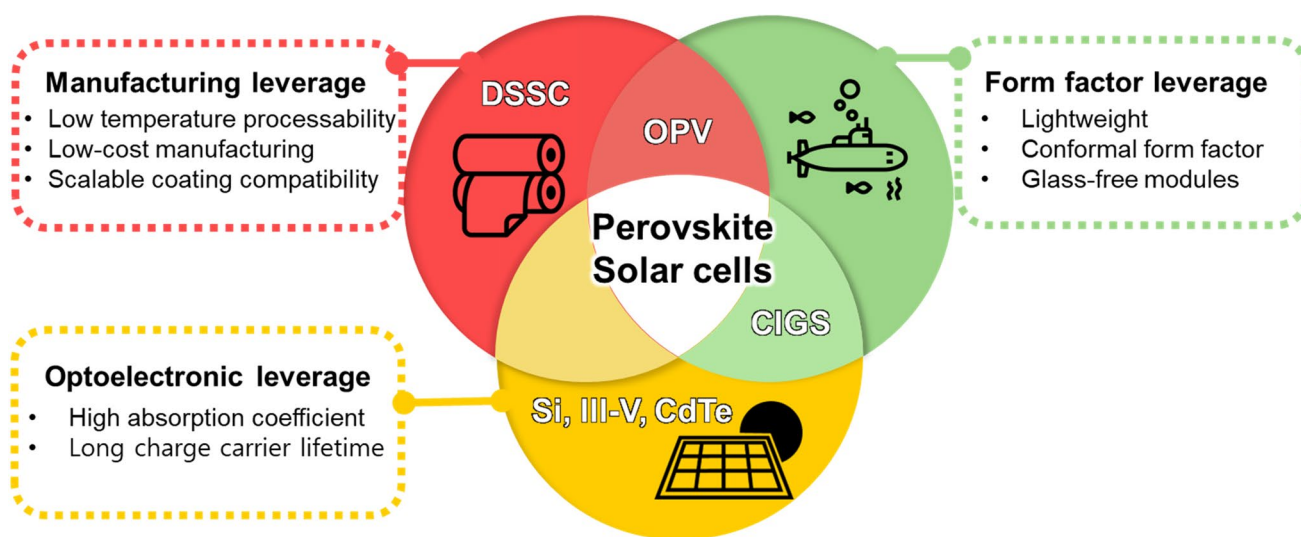 Manufacturing leverage
• Low temperature processability
• Low-cost manufacturing
• Scalable coating compatibility
DSSC
OPV
Form factor leverage
• Lightweight
• Conformal form factor
• Glass-free modules
Perovskite
Solar cells
CIGS
Optoelectronic leverage
• High absorption coefficient
• Long charge carrier lifetime
Si, III-V, CdTe